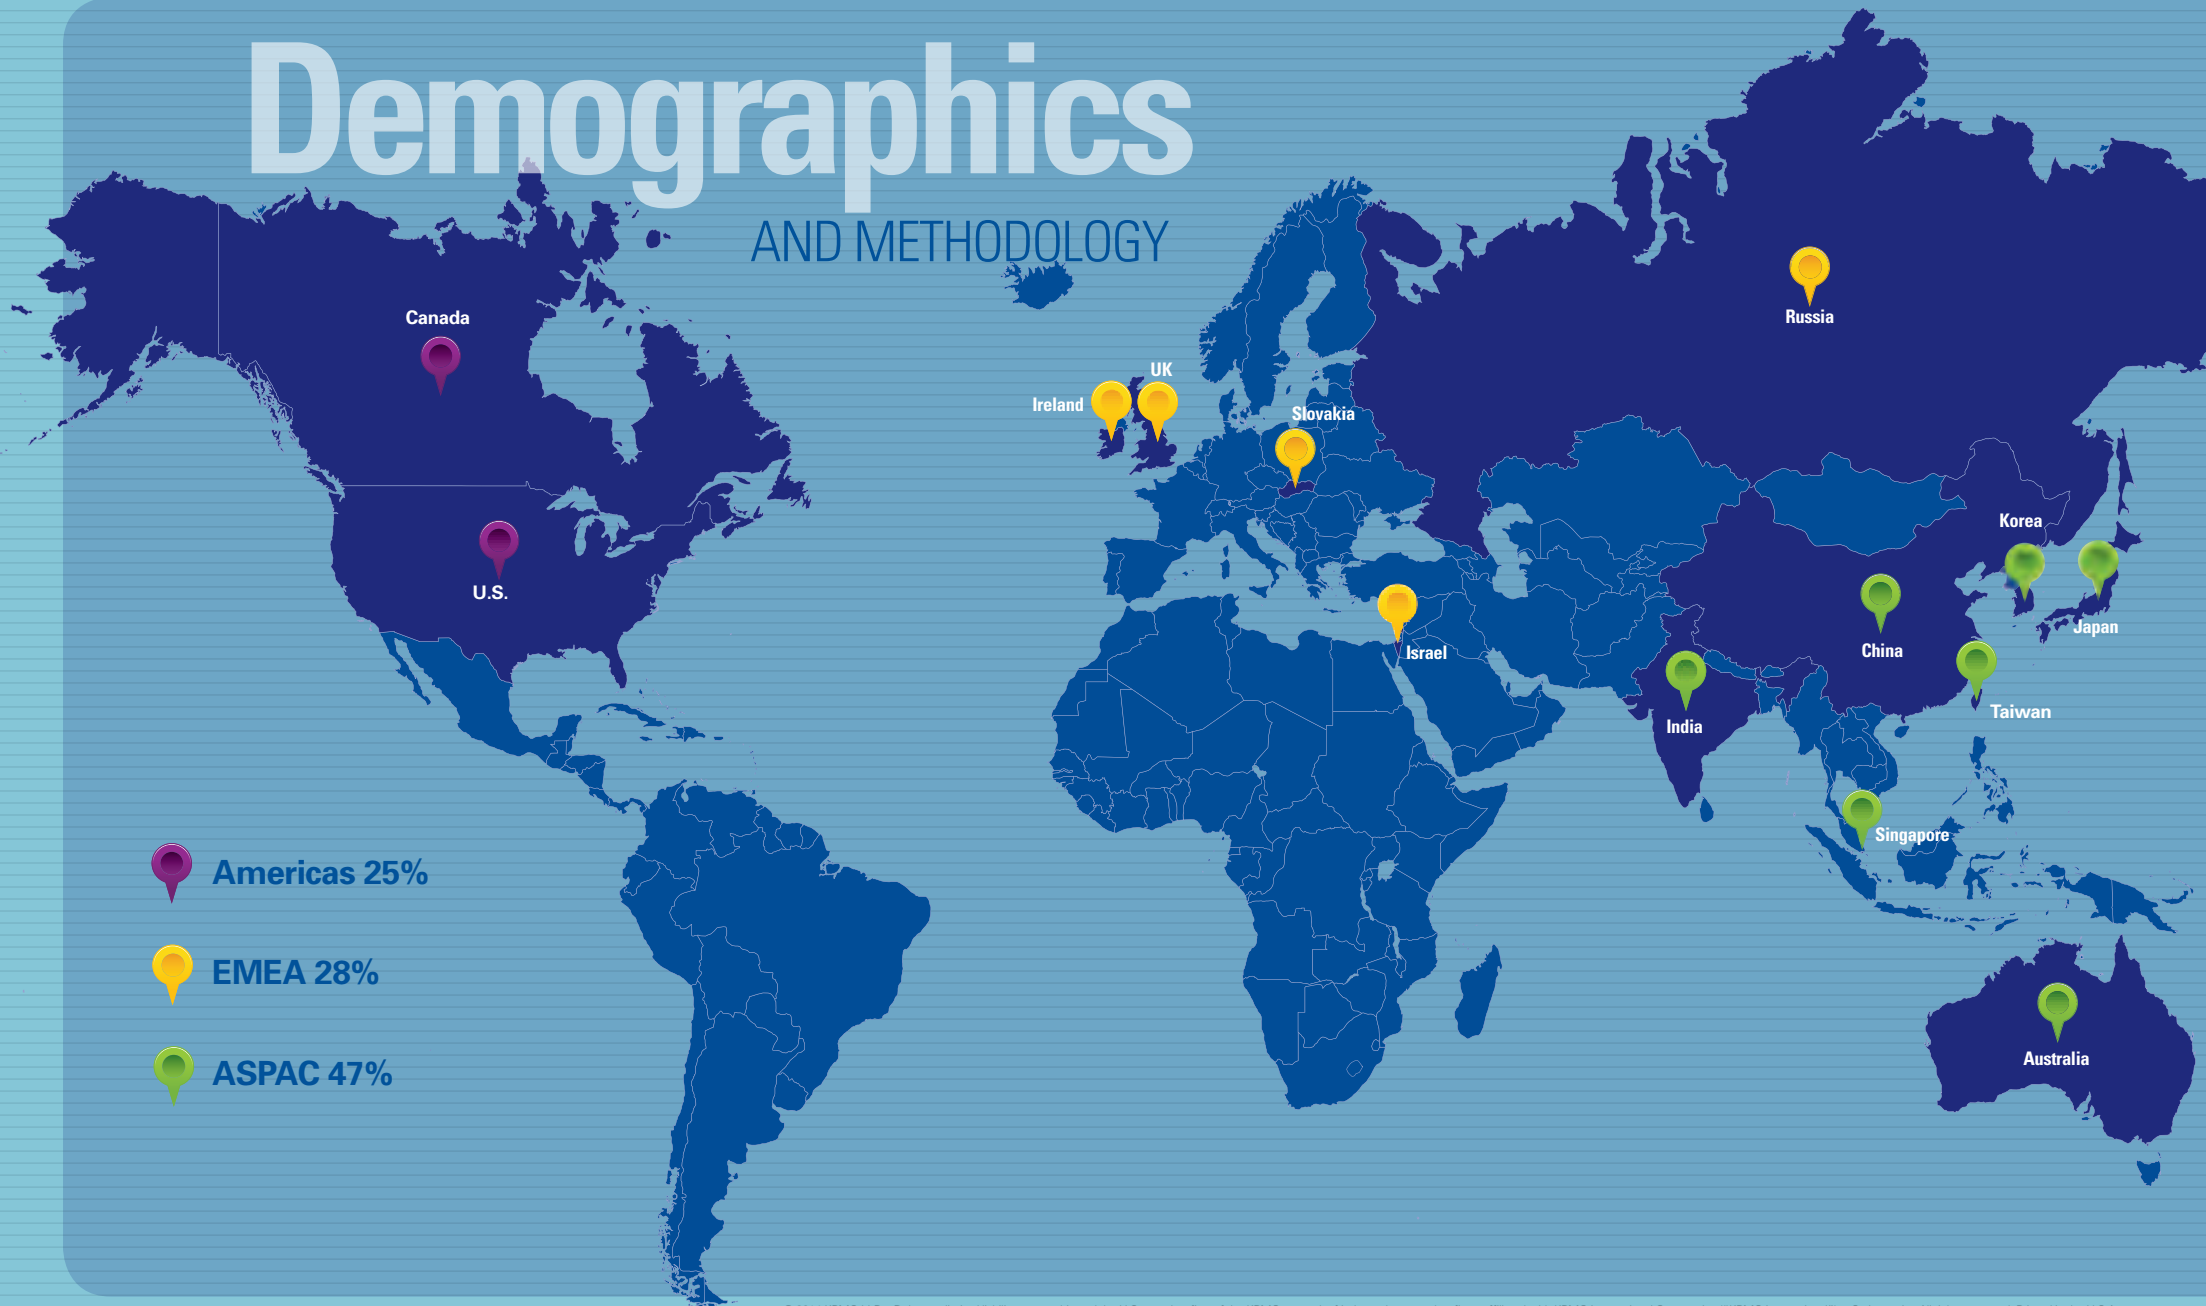 Demographics
AND METHODOLOGY
Canada
U.S.
Russia
UK
Ireland
Slovakia
Korea
Japan
Israel
China
Taiwan
India
Singapore
Australia
Americas 25%
EMEA 28%
ASPAC 47%